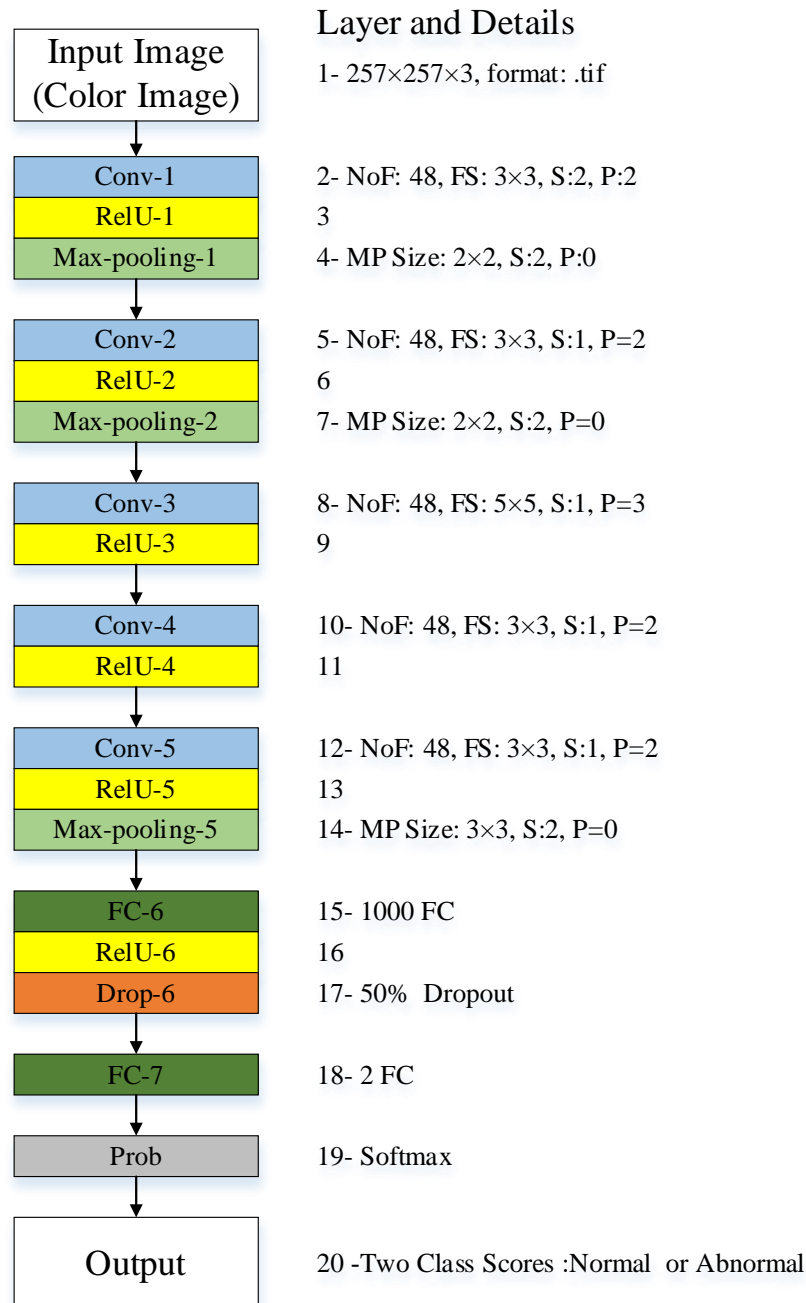 Layer and Details
Input Image
(Color Image)
1- 257×257×3, format: .tif
Conv-1
2- NoF: 48, FS: 3×3, S:2, P:2
RelU-1
3
Max-pooling-1
4- MP Size: 2×2, S:2, P:0
Conv-2
5- NoF: 48, FS: 3×3, S:1, P=2
RelU-2
6
Max-pooling-2
7- MP Size: 2×2, S:2, P=0
Conv-3
8- NoF: 48, FS: 5×5, S:1, P=3
RelU-3
9
Conv-4
10- NoF: 48, FS: 3×3, S:1, P=2
RelU-4
11
Conv-5
12- NoF: 48, FS: 3×3, S:1, P=2
RelU-5
13
Max-pooling-5
14- MP Size: 3×3, S:2, P=0
FC-6
15- 1000 FC
RelU-6
16
Drop-6
17- 50% Dropout
FC-7
18- 2 FC
Prob
19- Softmax
Output
20 -Two Class Scores :Normal or Abnormal